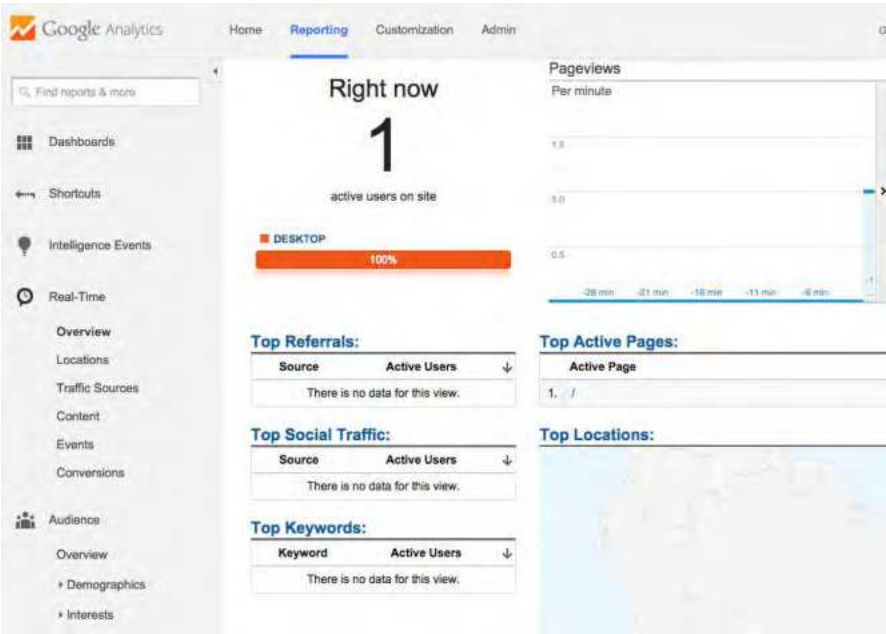 Google Analytics
Home Reporting Customization Admin
Find reports & more
Dashboards
Shortcuts
Intelligence Events
Real-Time
Overview
Locations
Traffic Sources
Content
Events
Conversions
Audience
Overview
Demographics
Interests
Right now
1
active users on site
DESKTOP
100%
Pageviews
Per minute
1.5
1.0
0.5
-26 min -21 min -16 min -11 min -6 min
-1
Top Referrals:
Source Active Users
There is no data for this view.
Top Social Traffic:
Source Active Users
There is no data for this view.
Top Keywords:
Keyword Active Users
There is no data for this view.
Top Active Pages:
Active Page
1. /
Top Locations: